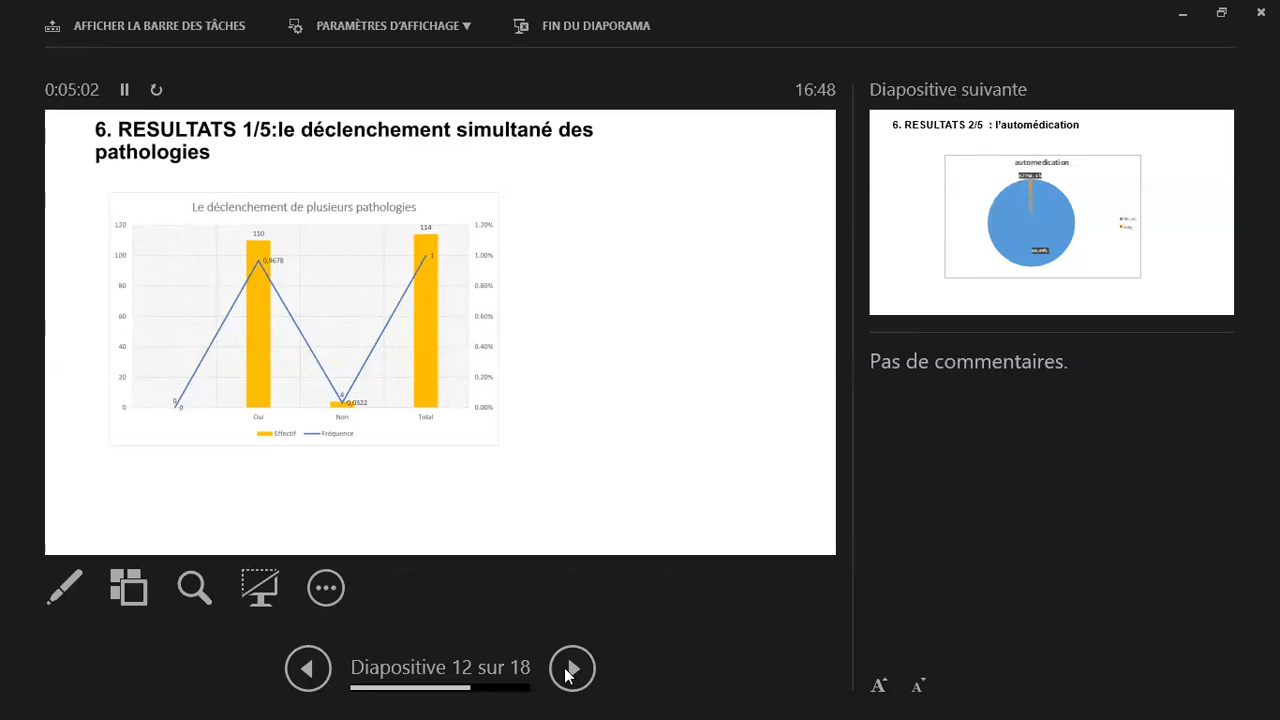 AFFICHER LA BARRE DES TÂCHES
PARAMÈTRES D'AFFICHAGE ▼
FIN DU DIAPORAMA
0:05:02
16:48
6. RESULTATS 1/5:le déclenchement simultané des
pathologies
Le déclenchement de plusieurs pathologies
120
100
80
60
40
20
0
1.20%
1.00%
0.80%
0.60%
0.40%
0.20%
0.00%
0
0
110
0,9678
4
0,0322
114
1
Oui
Non
Total
Effectif
Fréquence
Diapositive suivante
6. RESULTATS 2/5 : l'automédication
automedication
Pas de commentaires.
Diapositive 12 sur 18
A
A